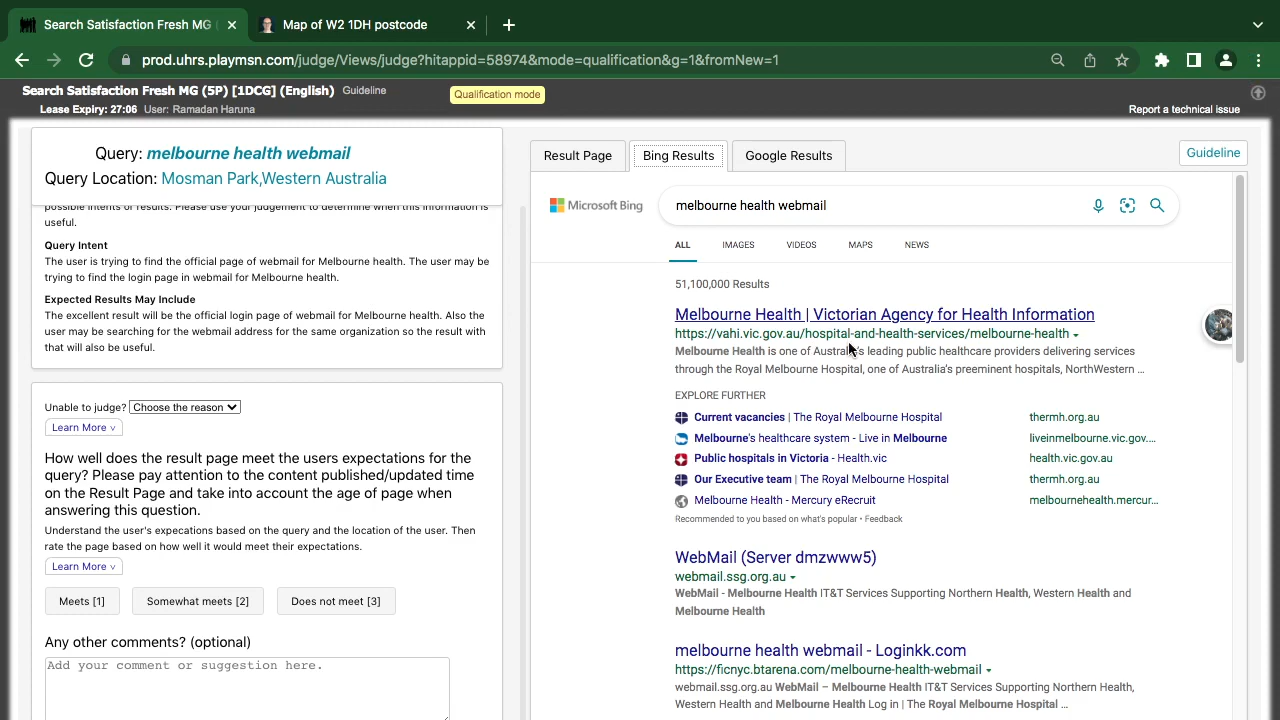 Search Satisfaction Fresh MG (
Map of W2 1DH postcode
prod.uhrs.playmsn.com/judge/Views/judge?hitappid=58974&mode=qualification&g=1&fromNew=1
Search Satisfaction Fresh MG (5P) [1DCG] (English) Guideline
Qualification mode
Lease Expiry: 27:06 User: Ramadan Haruna
Report a technical issue
Query: melbourne health webmail
Query Location: Mosman Park,Western Australia
possible intents or results. Please use your judgement to determine when this information is
useful.
Query Intent
The user is trying to find the official page of webmail for Melbourne health. The user may be
trying to find the login page in webmail for Melbourne health.
Expected Results May Include
The excellent result will be the official login page of webmail for Melbourne health. Also the
user may be searching for the webmail address for the same organization so the result with
that will also be useful.
Unable to judge? Choose the reason
Learn More v
How well does the result page meet the users expectations for the
query? Please pay attention to the content published/updated time
on the Result Page and take into account the age of page when
answering this question.
Understand the user's expecations based on the query and the location of the user. Then
rate the page based on how well it would meet their expectations.
Learn More v
Meets [1]
Somewhat meets [2]
Does not meet [3]
Any other comments? (optional)
Add your comment or suggestion here.
Result Page
Bing Results
Google Results
Guideline
Microsoft Bing
melbourne health webmail
ALL
IMAGES
VIDEOS
MAPS
NEWS
51,100,000 Results
Melbourne Health | Victorian Agency for Health Information
https://vahi.vic.gov.au/hospital-and-health-services/melbourne-health
Melbourne Health is one of Australia's leading public healthcare providers delivering services
through the Royal Melbourne Hospital, one of Australia's preeminent hospitals, NorthWestern ...
EXPLORE FURTHER
Current vacancies | The Royal Melbourne Hospital thermh.org.au
Melbourne's healthcare system - Live in Melbourne liveinmelbourne.vic.gov....
Public hospitals in Victoria - Health.vic health.vic.gov.au
Our Executive team | The Royal Melbourne Hospital thermh.org.au
Melbourne Health - Mercury eRecruit melbournehealth.mercur...
Recommended to you based on what's popular • Feedback
WebMail (Server dmzwww5)
webmail.ssg.org.au
WebMail - Melbourne Health IT&T Services Supporting Northern Health, Western Health and
Melbourne Health
melbourne health webmail - Loginkk.com
https://ficnyc.btarena.com/melbourne-health-webmail
webmail.ssg.org.au WebMail – Melbourne Health IT&T Services Supporting Northern Health,
Western Health and Melbourne Health Log in | The Royal Melbourne Hospital ...